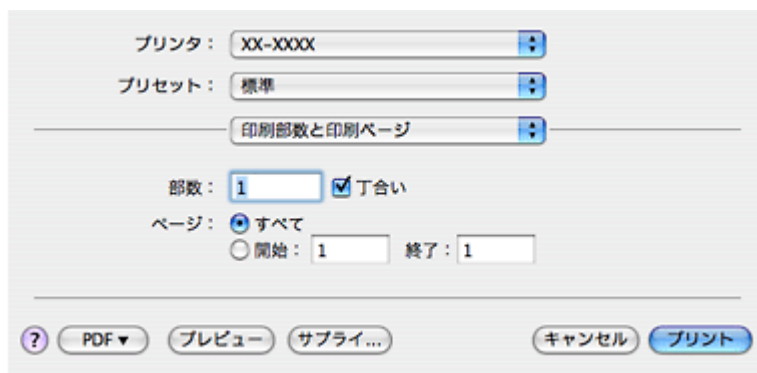 プリンタ： XX-XXXX
プリセット： 標準
印刷部数と印刷ページ
部数： 1 丁合い
ページ： すべて
開始： 1 終了： 1
? PDF▼ プレビュー サプライ... キャンセル プリント